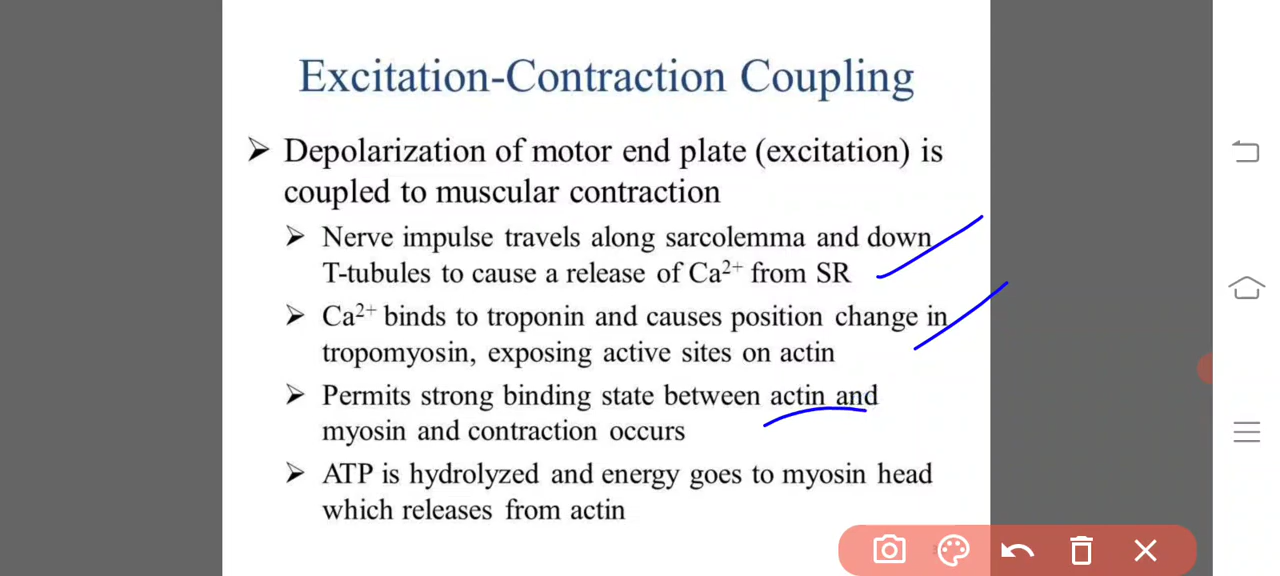 Excitation-Contraction Coupling
➤ Depolarization of motor end plate (excitation) is
coupled to muscular contraction
➤ Nerve impulse travels along sarcolemma and down
T-tubules to cause a release of Ca²⁺ from SR
➤ Ca²⁺ binds to troponin and causes position change in
tropomyosin, exposing active sites on actin
➤ Permits strong binding state between actin and
myosin and contraction occurs
➤ ATP is hydrolyzed and energy goes to myosin head
which releases from actin